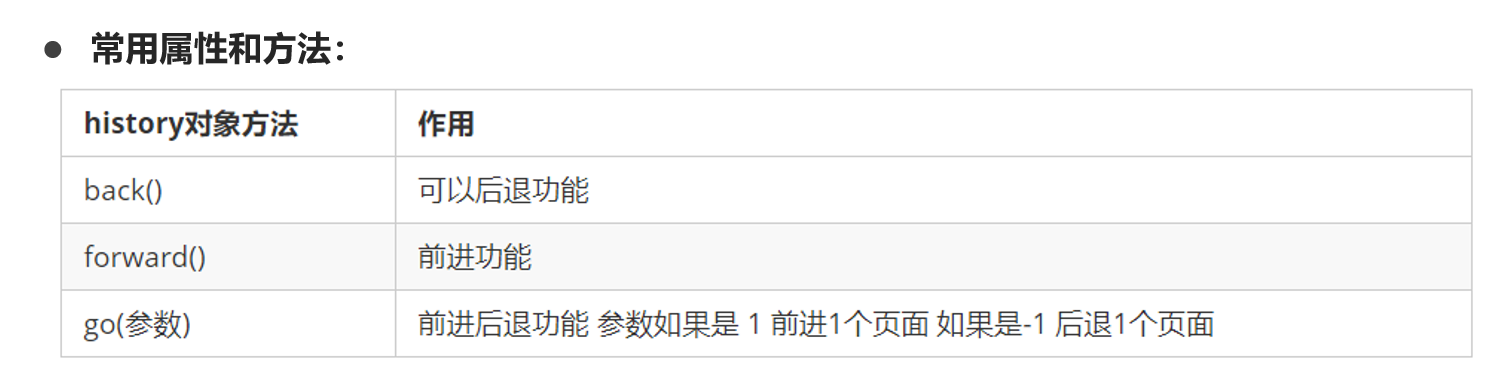 ● 常用属性和方法：
history对象方法 作用
back() 可以后退功能
forward() 前进功能
go(参数) 前进后退功能 参数如果是 1 前进1个页面 如果是-1 后退1个页面